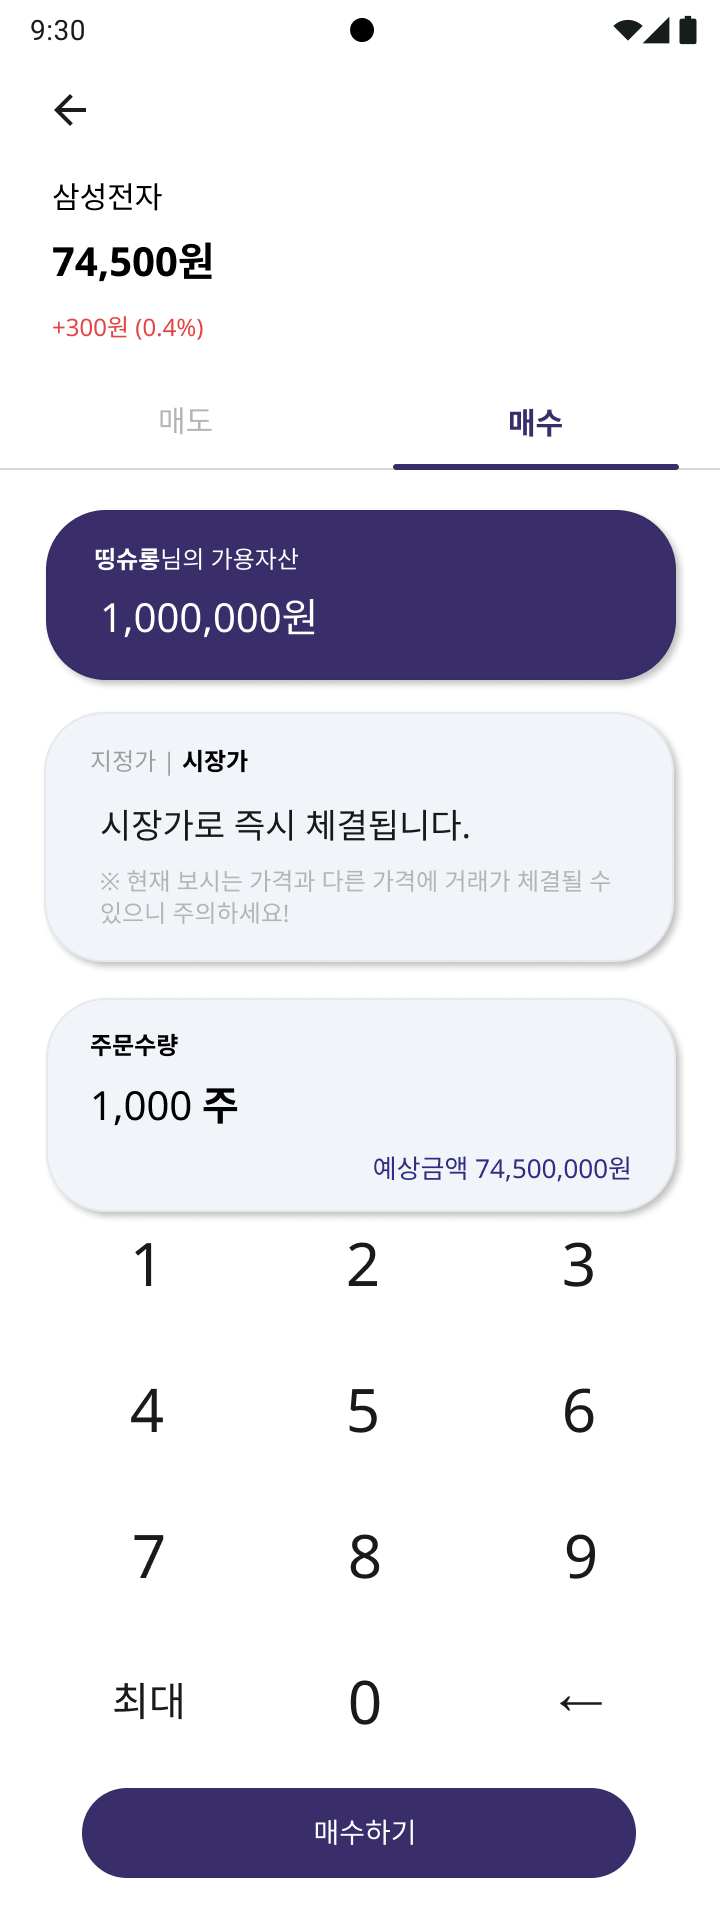 9:30
삼성전자
74,500원
+300원 (0.4%)
매도 매수
띵슈롱님의 가용자산
1,000,000원
지정가 | 시장가
시장가로 즉시 체결됩니다.
※ 현재 보시는 가격과 다른 가격에 거래가 체결될 수
있으니 주의하세요!
주문수량
1,000 주
예상금액 74,500,000원
1 2 3
4 5 6
7 8 9
최대 0 ←
매수하기